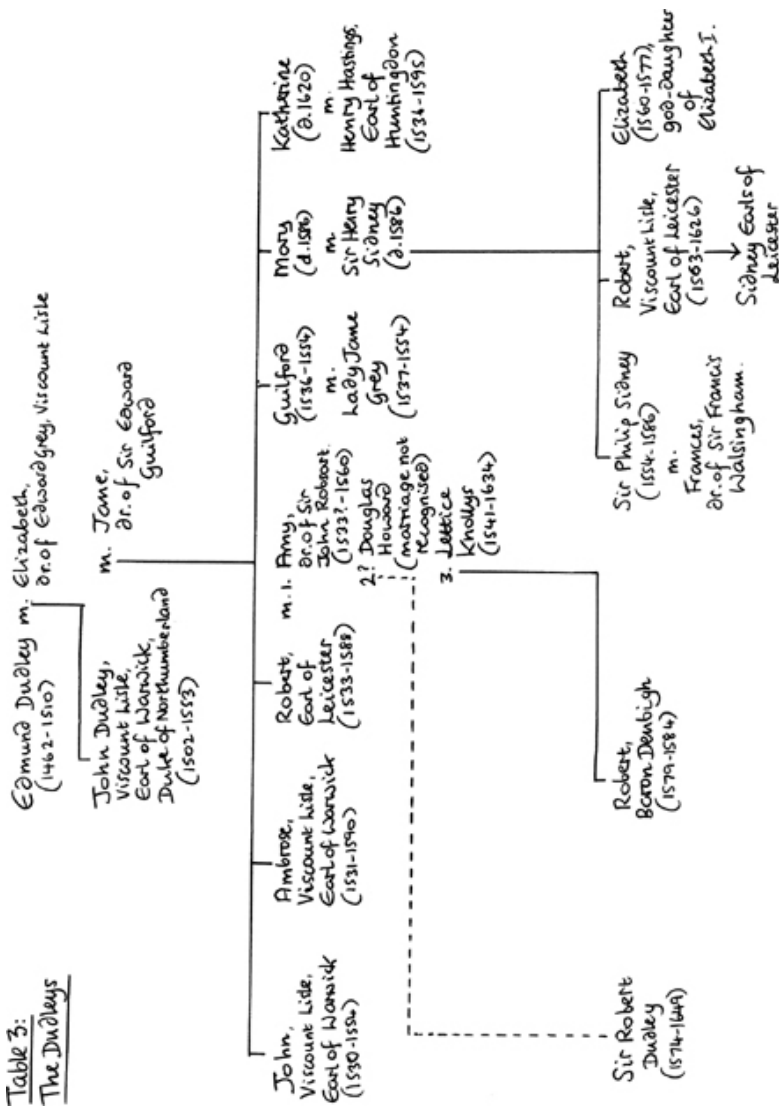 Table 3:
The Dudleys
Edmund Dudley m. Elizabeth,
(1462-1510)
dr. of Edward Grey, Viscount Lisle
John Dudley,
Viscount Lisle,
Earl of Warwick,
Duke of Northumberland
(1502-1553)
m. Jane,
dr. of Sir Edward
Guilford
John,
Viscount Lisle,
Earl of Warwick
(1530-1554)
Ambrose,
Viscount Lisle,
Earl of Warwick
(1531-1590)
Robert,
Earl of
Leicester
(1533-1588)
m. 1. Amy,
dr. of Sir
John Robsart.
(1533?-1560)
2? Douglas
Howard
(marriage not
recognised)
3. Lettice
Knollys
(1541-1634)
Guilford
(1536-1554)
m.
Lady Jane
Grey
(1537-1554)
Mary
(d.1586)
m.
Sir Henry
Sidney
(d.1586)
Katherine
(d.1620)
m.
Henry Hastings,
Earl of
Huntingdon
(1536-1595)
Sir Robert
Dudley
(1574-1649)
Robert,
Baron Denbigh
(1579-1584)
Sir Philip Sidney
(1554-1586)
m.
Frances,
dr. of Sir Francis
Walsingham.
Robert,
Viscount Lisle,
Earl of Leicester
(1563-1626)
Sidney Earls of
Leicester
Elizabeth
(1560-1577),
god-daughter
of
Elizabeth I.